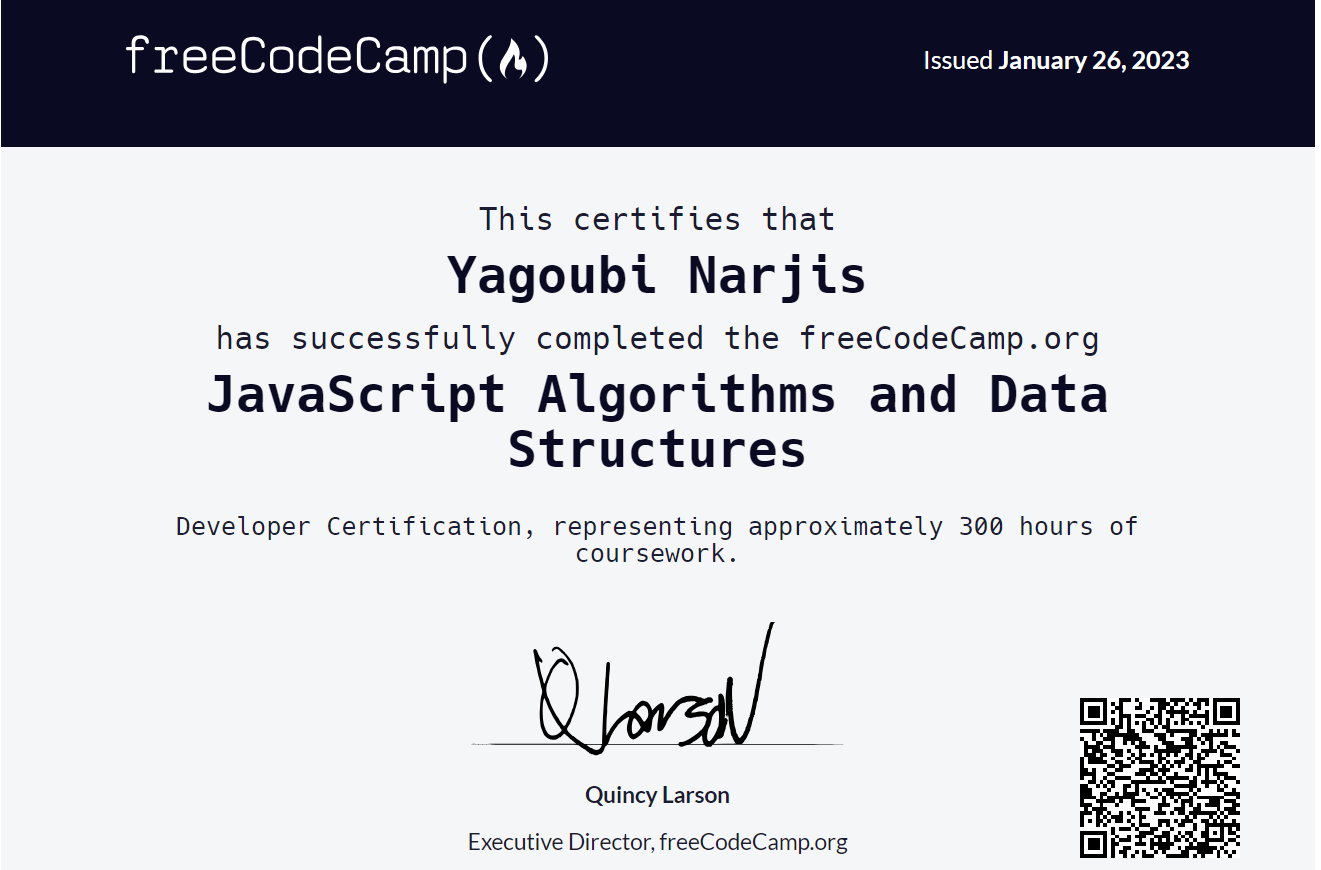 freeCodeCamp
Issued January 26, 2023
This certifies that
Yagoubi Narjis
has successfully completed the freeCodeCamp.org
JavaScript Algorithms and Data
Structures
Developer Certification, representing approximately 300 hours of
coursework.
Q Larson
Quincy Larson
Executive Director, freeCodeCamp.org